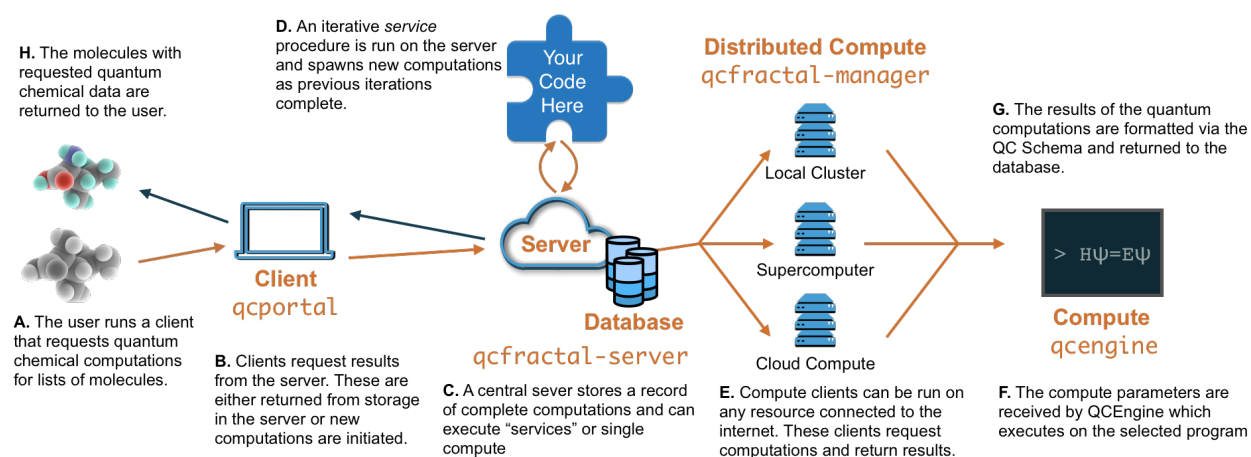 H. The molecules with
requested quantum
chemical data are
returned to the user.
D. An iterative service
procedure is run on the server
and spawns new computations
as previous iterations
complete.
Your
Code
Here
Distributed Compute
qcfractal-manager
Local Cluster
Supercomputer
Cloud Compute
G. The results of the quantum
computations are formatted via the
QC Schema and returned to the
database.
Client
qcportal
Server
Database
qcfractal-server
> Hψ=Eψ
Compute
qcengine
A. The user runs a client
that requests quantum
chemical computations
for lists of molecules.
B. Clients request results
from the server. These are
either returned from storage
in the server or new
computations are initiated.
C. A central sever stores a record
of complete computations and can
execute “services” or single
compute
E. Compute clients can be run on
any resource connected to the
internet. These clients request
computations and return results.
F. The compute parameters are
received by QCEngine which
executes on the selected program